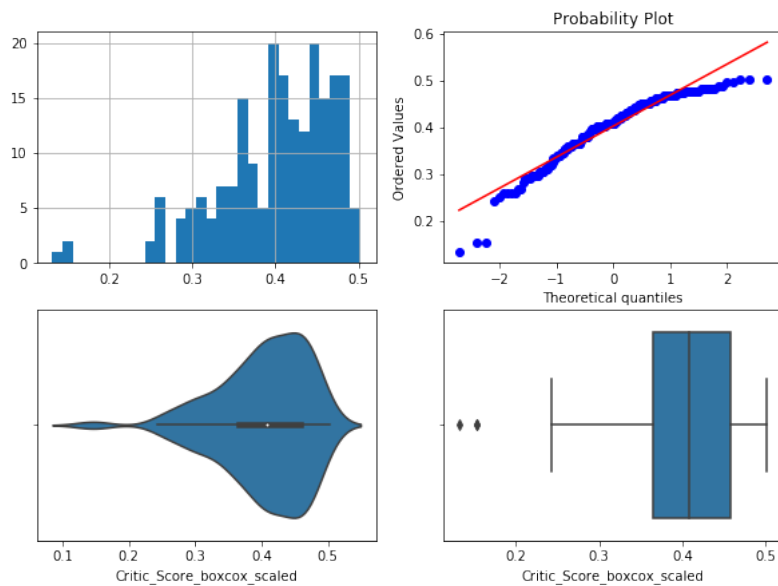 Probability Plot
20
15
10
5
0
0.2 0.3 0.4 0.5
Ordered Values
0.6
0.5
0.4
0.3
0.2
−2 −1 0 1 2
Theoretical quantiles
0.1 0.2 0.3 0.4 0.5
Critic_Score_boxcox_scaled
0.2 0.3 0.4 0.5
Critic_Score_boxcox_scaled